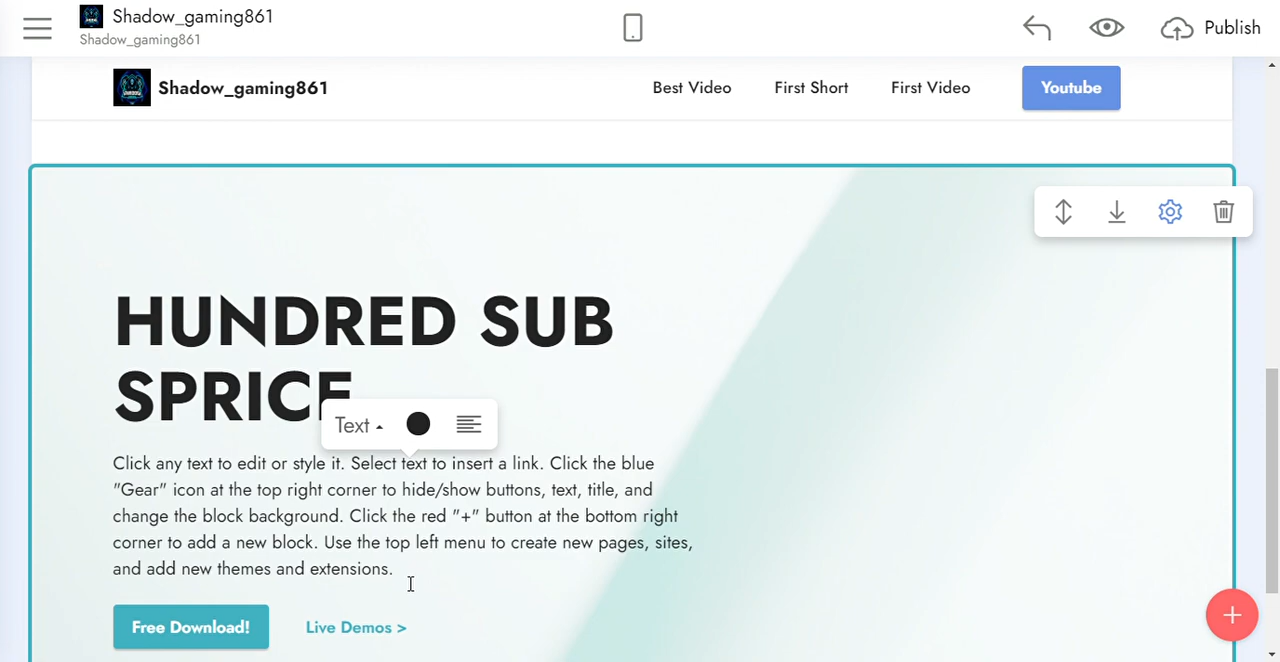 Shadow_gaming861
Shadow_gaming861
Publish
Shadow_gaming861
Best Video
First Short
First Video
Youtube
HUNDRED SUB
SPRICE
Text
Click any text to edit or style it. Select text to insert a link. Click the blue
"Gear" icon at the top right corner to hide/show buttons, text, title, and
change the block background. Click the red "+" button at the bottom right
corner to add a new block. Use the top left menu to create new pages, sites,
and add new themes and extensions.
Free Download!
Live Demos >